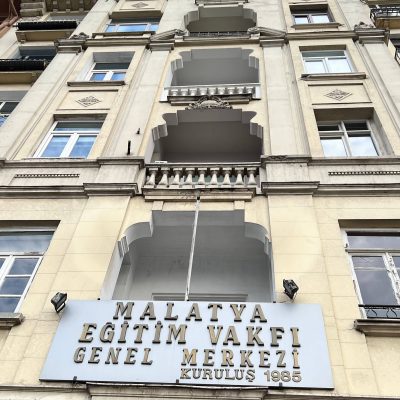 MALATYA
EĞİTİM VAKFI
GENEL MERKEZİ
KURULUŞ 1985